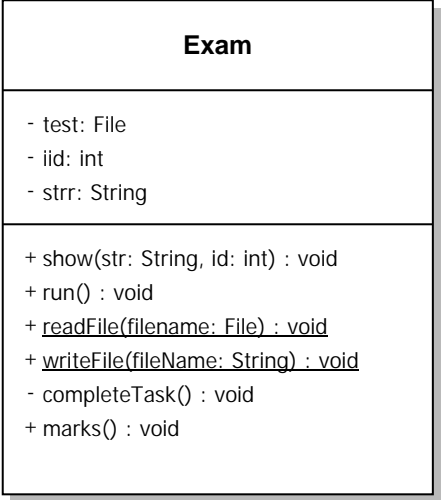 Exam
- test: File
- iid: int
- strr: String
+ show(str: String, id: int) : void
+ run() : void
+ readFile(filename: File) : void
+ writeFile(fileName: String) : void
- completeTask() : void
+ marks() : void